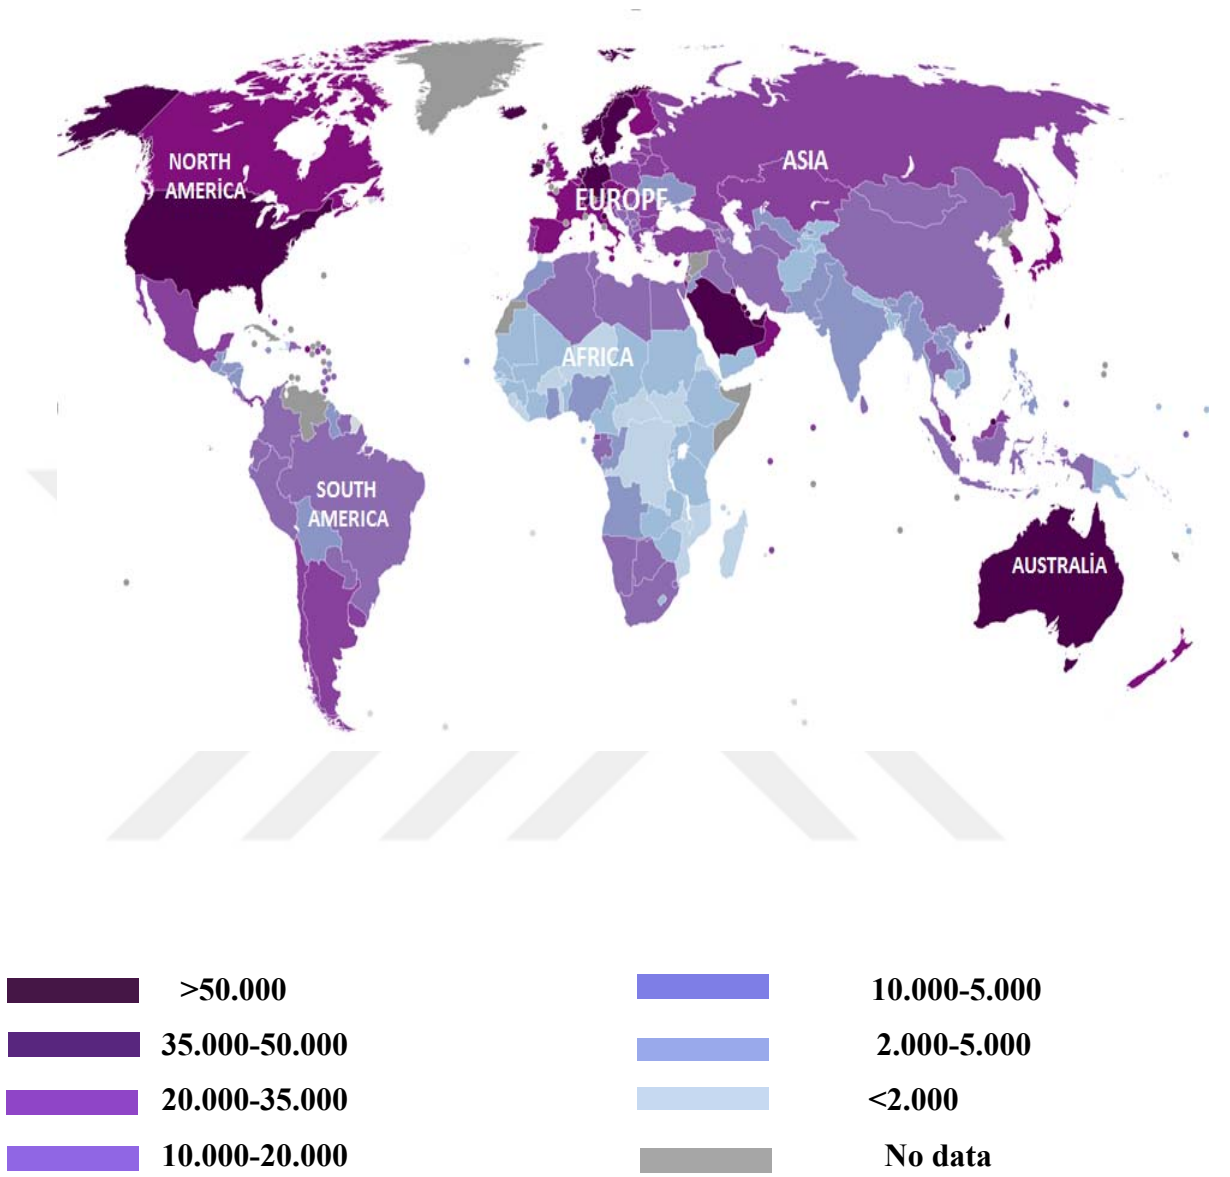 NORTH
AMERİCA
ASIA
EUROPE
AFRICA
SOUTH
AMERICA
AUSTRALİA
>50.000
35.000-50.000
20.000-35.000
10.000-20.000
10.000-5.000
2.000-5.000
<2.000
No data